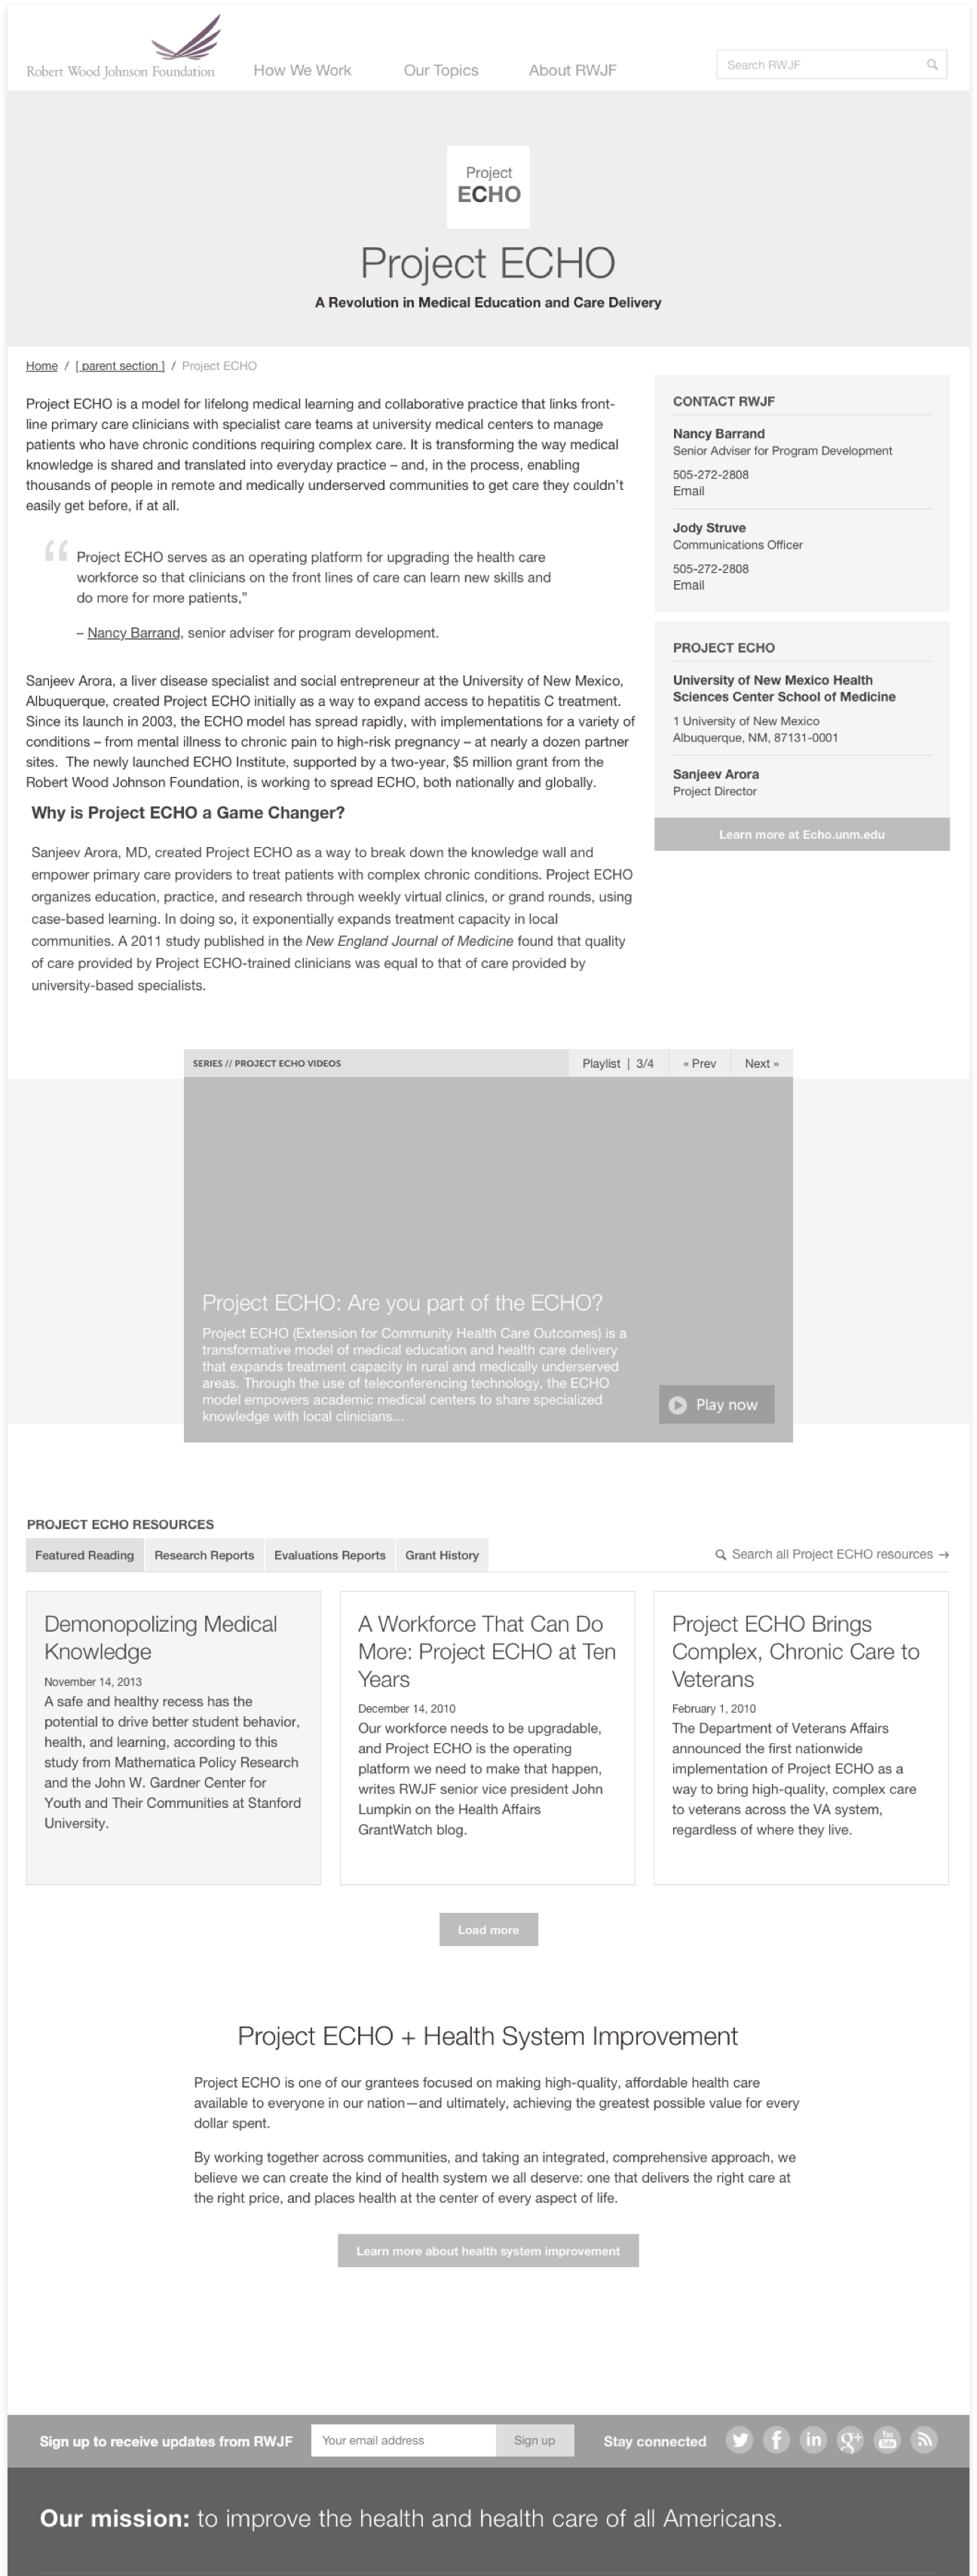 Robert Wood Johnson Foundation
How We Work
Our Topics
About RWJF
Search RWJF
Project
ECHO
Project ECHO
A Revolution in Medical Education and Care Delivery
Home / [ parent section ] / Project ECHO
Project ECHO is a model for lifelong medical learning and collaborative practice that links front-
line primary care clinicians with specialist care teams at university medical centers to manage
patients who have chronic conditions requiring complex care. It is transforming the way medical
knowledge is shared and translated into everyday practice – and, in the process, enabling
thousands of people in remote and medically underserved communities to get care they couldn't
easily get before, if at all.
“
Project ECHO serves as an operating platform for upgrading the health care
workforce so that clinicians on the front lines of care can learn new skills and
do more for more patients,”
– Nancy Barrand, senior adviser for program development.
Sanjeev Arora, a liver disease specialist and social entrepreneur at the University of New Mexico,
Albuquerque, created Project ECHO initially as a way to expand access to hepatitis C treatment.
Since its launch in 2003, the ECHO model has spread rapidly, with implementations for a variety of
conditions – from mental illness to chronic pain to high-risk pregnancy – at nearly a dozen partner
sites. The newly launched ECHO Institute, supported by a two-year, $5 million grant from the
Robert Wood Johnson Foundation, is working to spread ECHO, both nationally and globally.
Why is Project ECHO a Game Changer?
Sanjeev Arora, MD, created Project ECHO as a way to break down the knowledge wall and
empower primary care providers to treat patients with complex chronic conditions. Project ECHO
organizes education, practice, and research through weekly virtual clinics, or grand rounds, using
case-based learning. In doing so, it exponentially expands treatment capacity in local
communities. A 2011 study published in the New England Journal of Medicine found that quality
of care provided by Project ECHO-trained clinicians was equal to that of care provided by
university-based specialists.
CONTACT RWJF
Nancy Barrand
Senior Adviser for Program Development
505-272-2808
Email
Jody Struve
Communications Officer
505-272-2808
Email
PROJECT ECHO
University of New Mexico Health
Sciences Center School of Medicine
1 University of New Mexico
Albuquerque, NM, 87131-0001
Sanjeev Arora
Project Director
Learn more at Echo.unm.edu
SERIES // PROJECT ECHO VIDEOS
Playlist | 3/4
« Prev
Next »
Project ECHO: Are you part of the ECHO?
Project ECHO (Extension for Community Health Care Outcomes) is a
transformative model of medical education and health care delivery
that expands treatment capacity in rural and medically underserved
areas. Through the use of teleconferencing technology, the ECHO
model empowers academic medical centers to share specialized
knowledge with local clinicians...
Play now
PROJECT ECHO RESOURCES
Featured Reading
Research Reports
Evaluations Reports
Grant History
Search all Project ECHO resources →
Demonopolizing Medical
Knowledge
November 14, 2013
A safe and healthy recess has the
potential to drive better student behavior,
health, and learning, according to this
study from Mathematica Policy Research
and the John W. Gardner Center for
Youth and Their Communities at Stanford
University.
A Workforce That Can Do
More: Project ECHO at Ten
Years
December 14, 2010
Our workforce needs to be upgradable,
and Project ECHO is the operating
platform we need to make that happen,
writes RWJF senior vice president John
Lumpkin on the Health Affairs
GrantWatch blog.
Project ECHO Brings
Complex, Chronic Care to
Veterans
February 1, 2010
The Department of Veterans Affairs
announced the first nationwide
implementation of Project ECHO as a
way to bring high-quality, complex care
to veterans across the VA system,
regardless of where they live.
Load more
Project ECHO + Health System Improvement
Project ECHO is one of our grantees focused on making high-quality, affordable health care
available to everyone in our nation—and ultimately, achieving the greatest possible value for every
dollar spent.
By working together across communities, and taking an integrated, comprehensive approach, we
believe we can create the kind of health system we all deserve: one that delivers the right care at
the right price, and places health at the center of every aspect of life.
Learn more about health system improvement
Sign up to receive updates from RWJF
Your email address
Sign up
Stay connected
f
in
g+
You
Tube
Our mission: to improve the health and health care of all Americans.